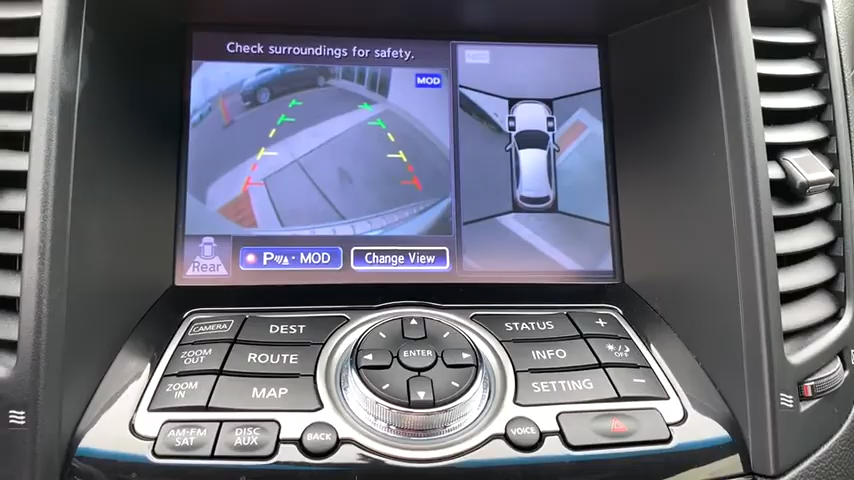 Check surroundings for safety.
MOD
Rear
P · MOD
Change View
CAMERA
DEST
STATUS
+
ZOOM OUT
ROUTE
ENTER
INFO
OFF
ZOOM IN
MAP
SETTING
−
AM·FM SAT
DISC AUX
BACK
VOICE